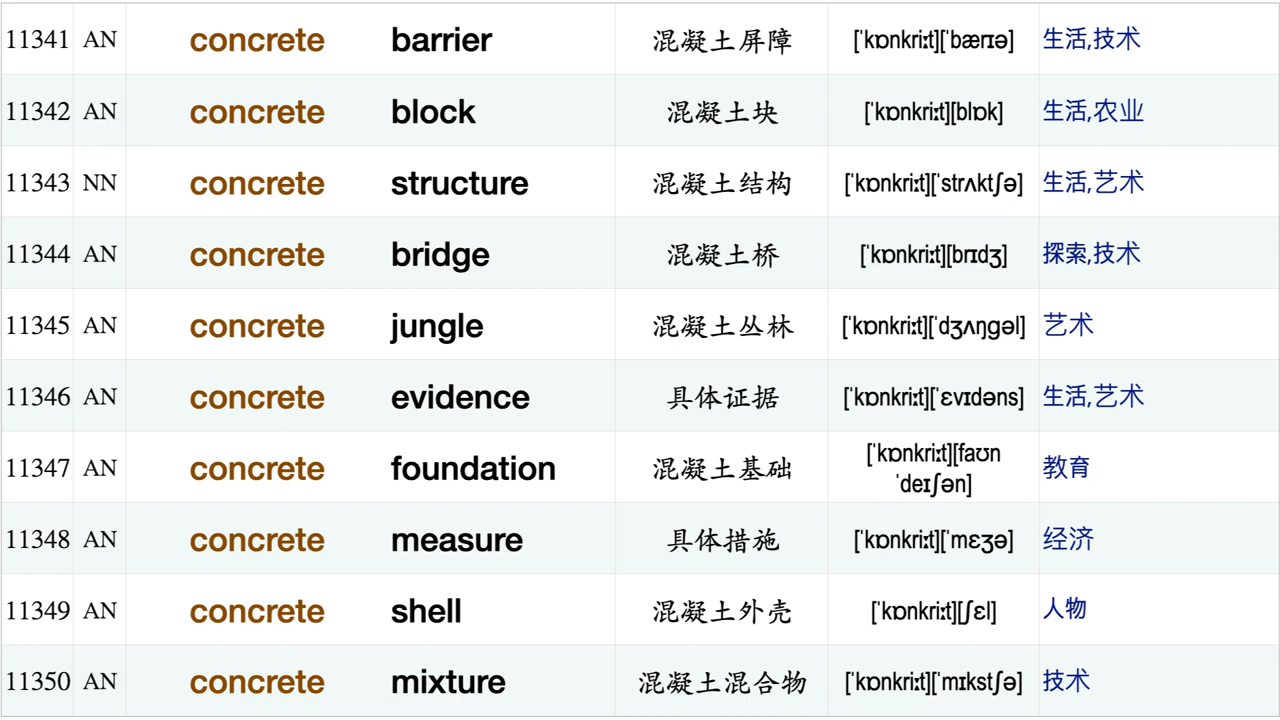 11341 AN concrete barrier 混凝土屏障 [ˈkɒnkriːt][ˈbærɪə] 生活,技术
11342 AN concrete block 混凝土块 [ˈkɒnkriːt][blɒk] 生活,农业
11343 NN concrete structure 混凝土结构 [ˈkɒnkriːt][ˈstrʌktʃə] 生活,艺术
11344 AN concrete bridge 混凝土桥 [ˈkɒnkriːt][brɪdʒ] 探索,技术
11345 AN concrete jungle 混凝土丛林 [ˈkɒnkriːt][ˈdʒʌŋɡəl] 艺术
11346 AN concrete evidence 具体证据 [ˈkɒnkriːt][ˈɛvɪdəns] 生活,艺术
11347 AN concrete foundation 混凝土基础 [ˈkɒnkriːt][faʊn
ˈdeɪʃən] 教育
11348 AN concrete measure 具体措施 [ˈkɒnkriːt][ˈmɛʒə] 经济
11349 AN concrete shell 混凝土外壳 [ˈkɒnkriːt][ʃɛl] 人物
11350 AN concrete mixture 混凝土混合物 [ˈkɒnkriːt][ˈmɪkstʃə] 技术